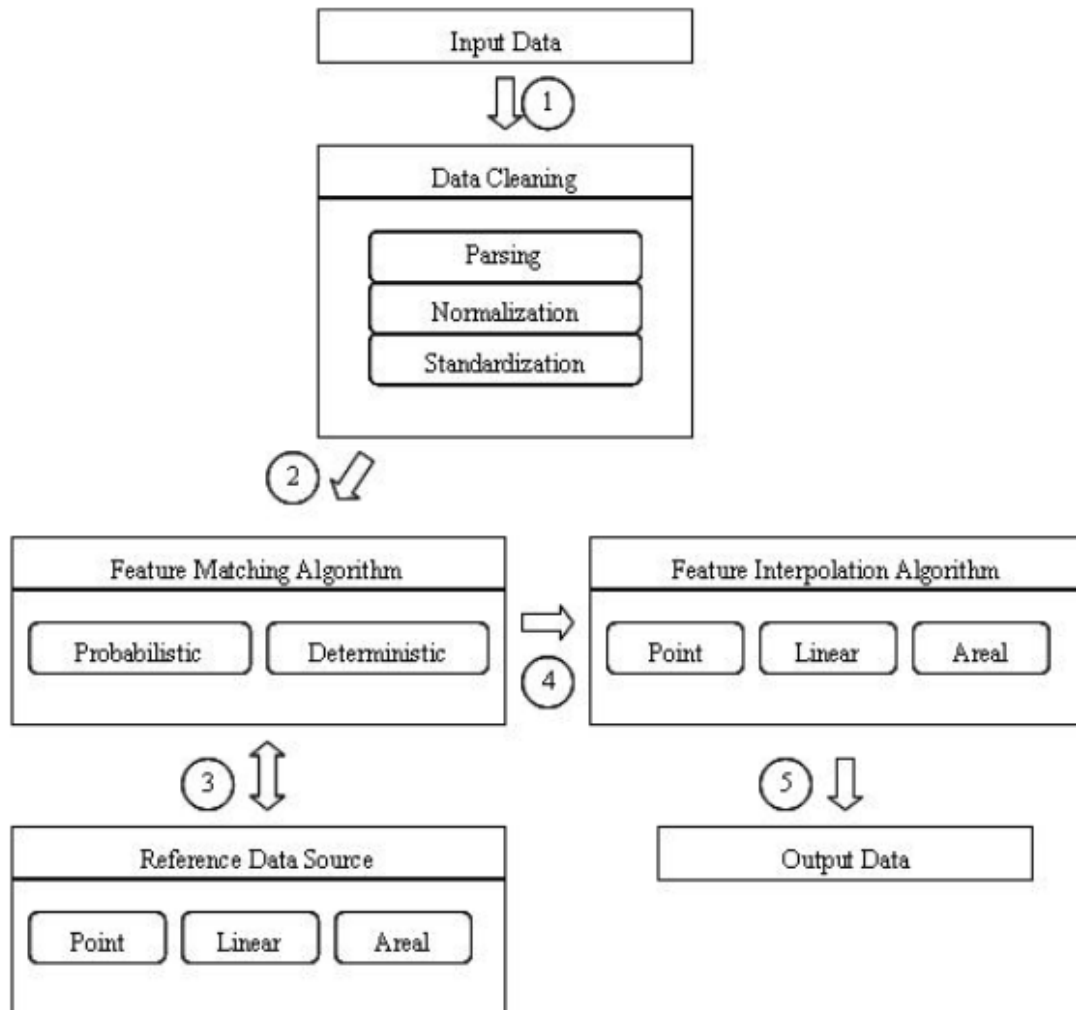 Input Data
1
Data Cleaning
Parsing
Normalization
Standardization
2
Feature Matching Algorithm
Probabilistic Deterministic
Feature Interpolation Algorithm
Point Linear Areal
4
3
5
Reference Data Source
Point Linear Areal
Output Data